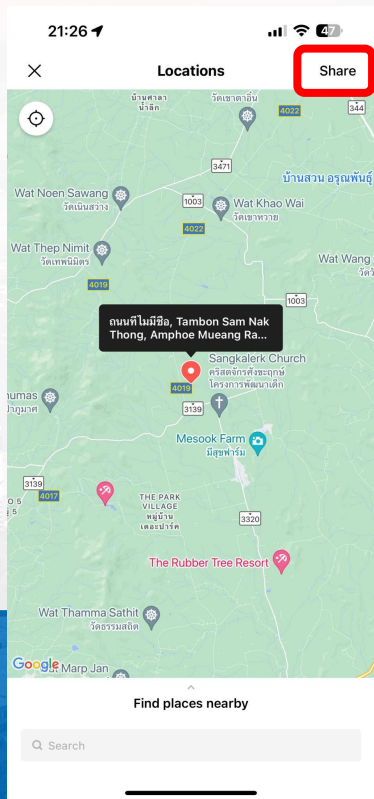 21:26
47
Locations
Share
บ้านศาลา
น้ำลึก
วัดเขาตาอิ่น
4022
344
3471
บ้านสวน อรุณพันธุ์
Wat Noen Sawang
วัดเนินสว่าง
1003
Wat Khao Wai
วัดเขาหวาย
4022
Wat Thep Nimit
วัดเทพนิมิตร
Wat Wang
4019
1003
ถนนที่ไม่มีชื่อ, Tambon Sam Nak
Thong, Amphoe Mueang Ra...
Sangkalerk Church
คริสตจักรศังขะฤกษ์
โครงการพัฒนาเด็ก
4019
3139
Mesook Farm
มีสุขฟาร์ม
3139
4017
THE PARK
VILLAGE
หมู่บ้าน
เดอะปาร์ค
3320
The Rubber Tree Resort
Wat Thamma Sathit
วัดธรรมสถิต
Google
Marp Jan
Find places nearby
Search